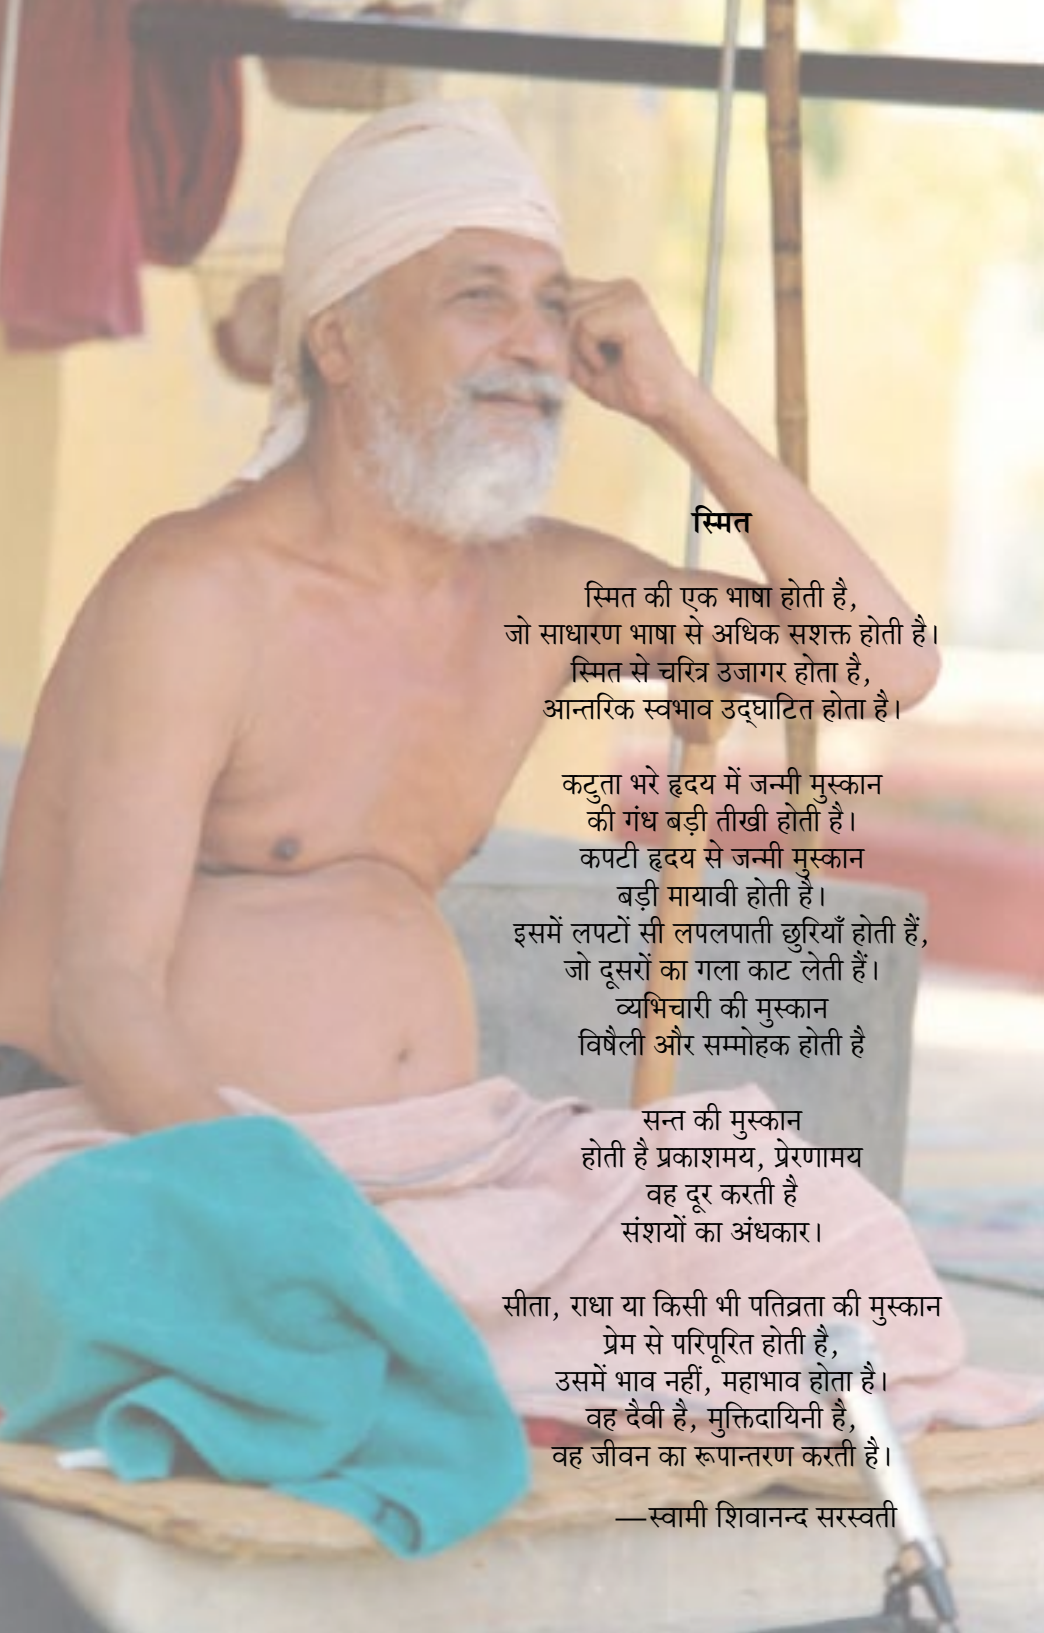 स्मित
स्मित की एक भाषा होती है,
जो साधारण भाषा से अधिक सशक्त होती है।
स्मित से चरित्र उजागर होता है,
आन्तरिक स्वभाव उद्‌घाटित होता है।
कटुता भरे हृदय में जन्मी मुस्कान
की गंध बड़ी तीखी होती है।
कपटी हृदय से जन्मी मुस्कान
बड़ी मायावी होती है।
इसमें लपटों सी लपलपाती छुरियाँ होती हैं,
जो दूसरों का गला काट लेती हैं।
व्यभिचारी की मुस्कान
विषैली और सम्मोहक होती है
सन्त की मुस्कान
होती है प्रकाशमय, प्रेरणामय
वह दूर करती है
संशयों का अंधकार।
सीता, राधा या किसी भी पतिव्रता की मुस्कान
प्रेम से परिपूरित होती है,
उसमें भाव नहीं, महाभाव होता है।
वह दैवी है, मुक्तिदायिनी है,
वह जीवन का रूपान्तरण करती है।
—स्वामी शिवानन्द सरस्वती